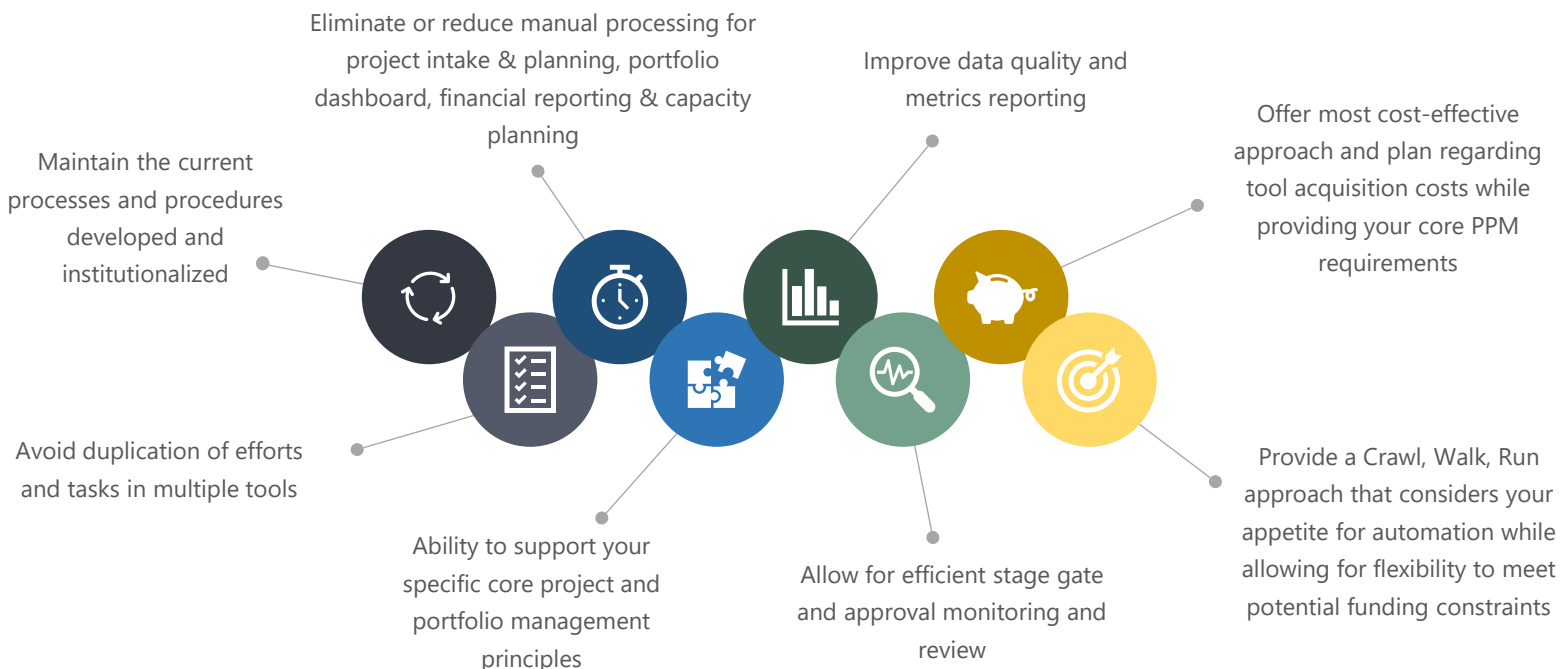 Eliminate or reduce manual processing for
project intake & planning, portfolio
dashboard, financial reporting & capacity
planning
Improve data quality and
metrics reporting
Offer most cost-effective
approach and plan regarding
tool acquisition costs while
providing your core PPM
requirements
Maintain the current
processes and procedures
developed and
institutionalized
Avoid duplication of efforts
and tasks in multiple tools
Ability to support your
specific core project and
portfolio management
principles
Allow for efficient stage gate
and approval monitoring and
review
Provide a Crawl, Walk, Run
approach that considers your
appetite for automation while
allowing for flexibility to meet
potential funding constraints